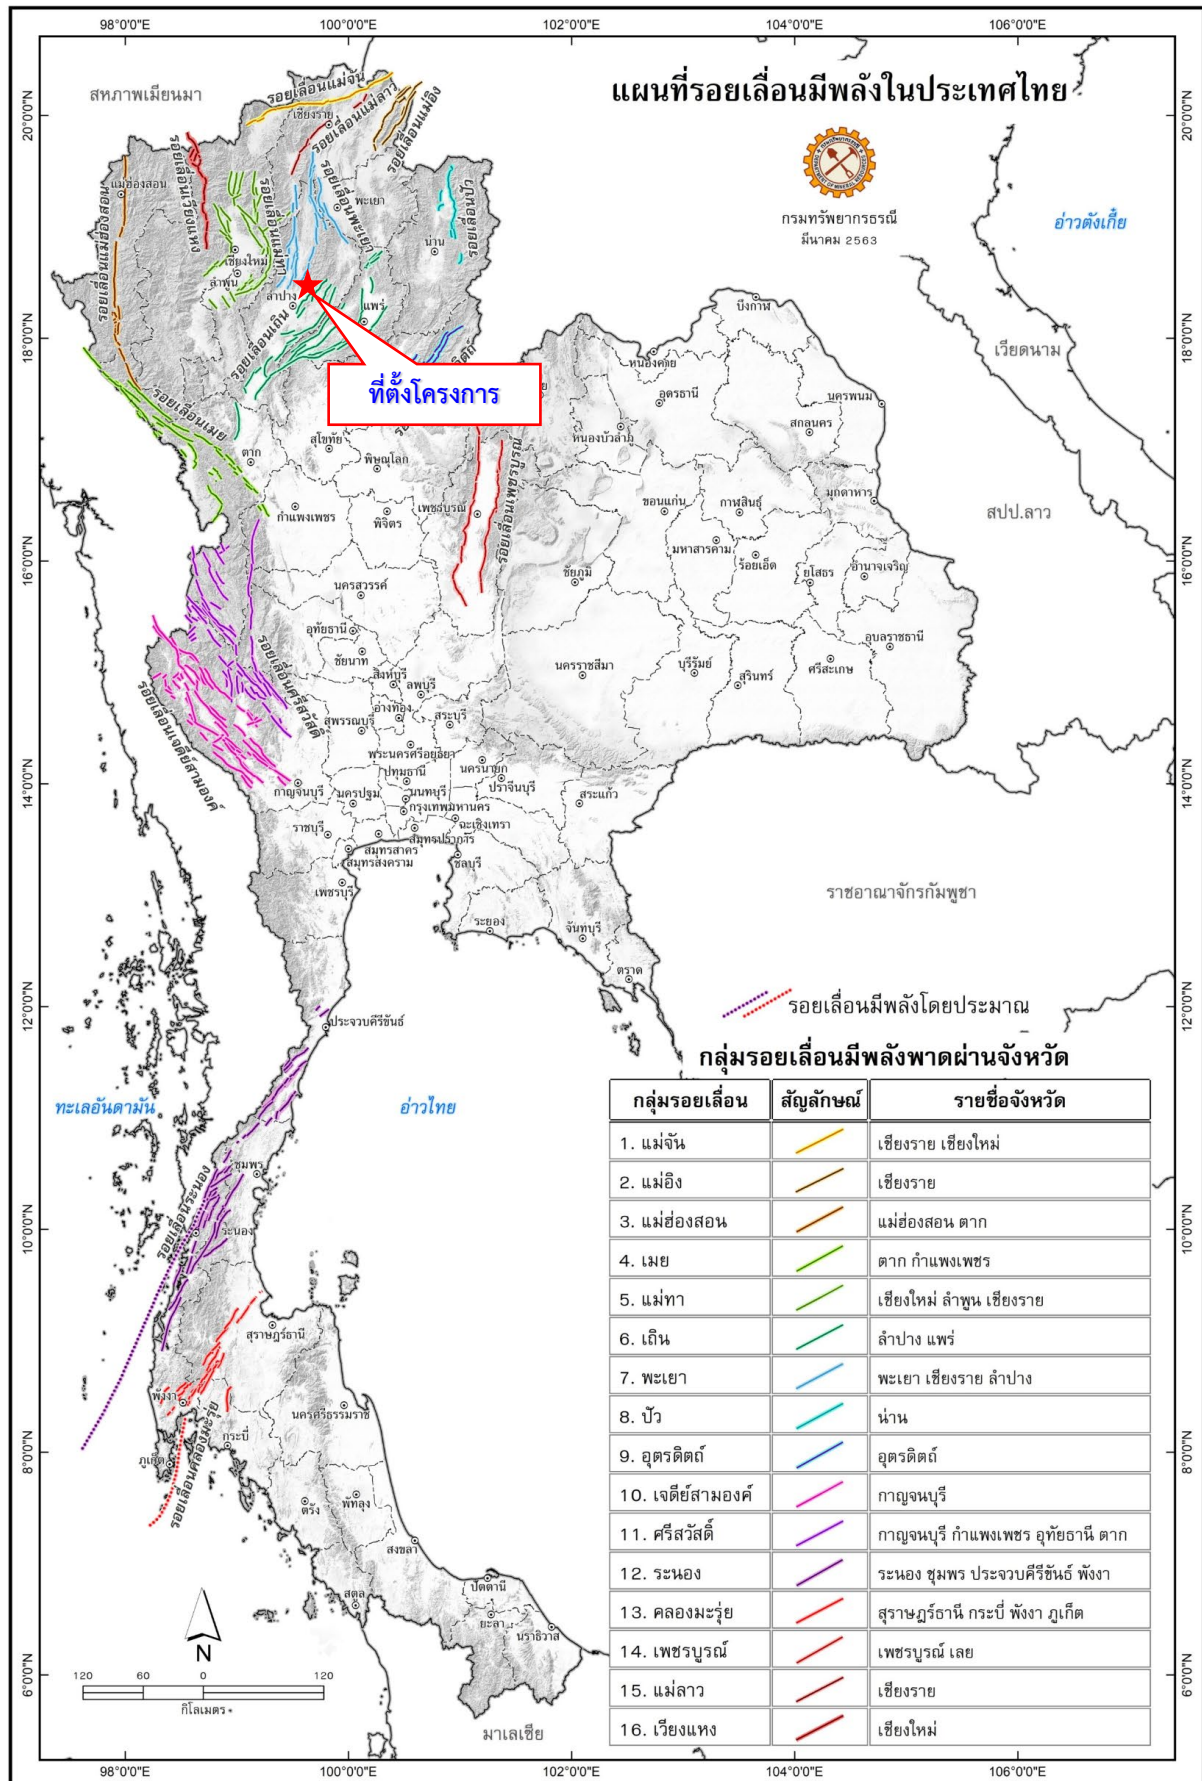 98°0'0"E 100°0'0"E 102°0'0"E 104°0'0"E 106°0'0"E
แผนที่รอยเลื่อนมีพลังในประเทศไทย
กรมทรัพยากรธรณี
มีนาคม 2563
สหภาพเมียนมา
อ่าวตังเกี๋ย
เวียดนาม
สปป.ลาว
ราชอาณาจักรกัมพูชา
มาเลเซีย
ทะเลอันดามัน
อ่าวไทย
20°0'0"N
18°0'0"N
16°0'0"N
14°0'0"N
12°0'0"N
10°0'0"N
8°0'0"N
6°0'0"N
20°0'0"N
18°0'0"N
16°0'0"N
14°0'0"N
12°0'0"N
10°0'0"N
8°0'0"N
6°0'0"N
รอยเลื่อนแม่จัน
รอยเลื่อนแม่ลาว
รอยเลื่อนแม่อิง
รอยเลื่อนเวียงแหง
รอยเลื่อนแม่ฮ่องสอน
รอยเลื่อนแม่ทา
รอยเลื่อนพะเยา
รอยเลื่อนปัว
รอยเลื่อนเถิน
รอยเลื่อนเมย
รอยเลื่อนเพชรบูรณ์
รอยเลื่อนศรีสวัสดิ์
รอยเลื่อนเจดีย์สามองค์
รอยเลื่อนระนอง
รอยเลื่อนคลองมะรุ่ย
ที่ตั้งโครงการ
เชียงราย
แม่ฮ่องสอน
พะเยา
น่าน
เชียงใหม่
ลำพูน
ลำปาง
แพร่
บึงกาฬ
หนองคาย
อุดรธานี
นครพนม
สกลนคร
หนองบัวลำภู
สุโขทัย
ตาก
พิษณุโลก
กำแพงเพชร
พิจิตร
เพชรบูรณ์
ขอนแก่น
กาฬสินธุ์
มุกดาหาร
มหาสารคาม
ร้อยเอ็ด
ยโสธร
อำนาจเจริญ
ชัยภูมิ
นครสวรรค์
อุทัยธานี
ชัยนาท
สิงห์บุรี
ลพบุรี
อ่างทอง
สุพรรณบุรี
สระบุรี
นครราชสีมา
บุรีรัมย์
สุรินทร์
ศรีสะเกษ
อุบลราชธานี
พระนครศรีอยุธยา
นครนายก
ปทุมธานี
ปราจีนบุรี
กาญจนบุรี
นครปฐม
นนทบุรี
กรุงเทพมหานคร
สระแก้ว
ฉะเชิงเทรา
ราชบุรี
สมุทรปราการ
สมุทรสาคร
สมุทรสงคราม
ชลบุรี
เพชรบุรี
ระยอง
จันทบุรี
ตราด
ประจวบคีรีขันธ์
ชุมพร
ระนอง
สุราษฎร์ธานี
พังงา
นครศรีธรรมราช
กระบี่
ภูเก็ต
ตรัง
พัทลุง
สงขลา
สตูล
ปัตตานี
ยะลา
นราธิวาส
รอยเลื่อนมีพลังโดยประมาณ
กลุ่มรอยเลื่อนมีพลังพาดผ่านจังหวัด
กลุ่มรอยเลื่อน สัญลักษณ์ รายชื่อจังหวัด
1. แม่จัน เชียงราย เชียงใหม่
2. แม่อิง เชียงราย
3. แม่ฮ่องสอน แม่ฮ่องสอน ตาก
4. เมย ตาก กำแพงเพชร
5. แม่ทา เชียงใหม่ ลำพูน เชียงราย
6. เถิน ลำปาง แพร่
7. พะเยา พะเยา เชียงราย ลำปาง
8. ปัว น่าน
9. อุตรดิตถ์ อุตรดิตถ์
10. เจดีย์สามองค์ กาญจนบุรี
11. ศรีสวัสดิ์ กาญจนบุรี กำแพงเพชร อุทัยธานี ตาก
12. ระนอง ระนอง ชุมพร ประจวบคีรีขันธ์ พังงา
13. คลองมะรุ่ย สุราษฎร์ธานี กระบี่ พังงา ภูเก็ต
14. เพชรบูรณ์ เพชรบูรณ์ เลย
15. แม่ลาว เชียงราย
16. เวียงแหง เชียงใหม่
N
120 60 0 120
กิโลเมตร
98°0'0"E 100°0'0"E 102°0'0"E 104°0'0"E 106°0'0"E